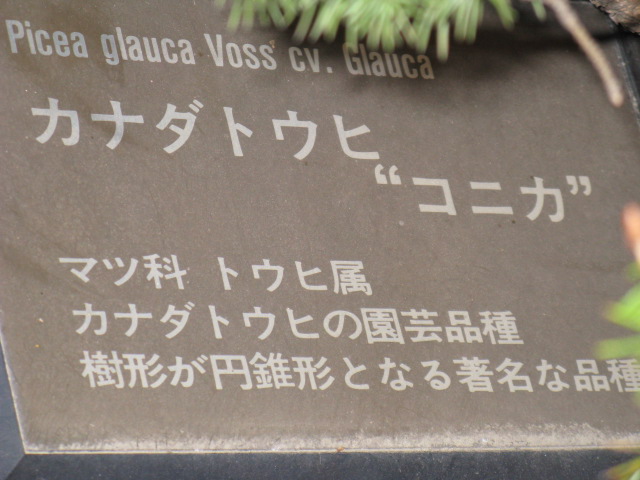 Picea glauca Voss cv. Glauca
カナダトウヒ
“コニカ”
マツ科 トウヒ属
カナダトウヒの園芸品種
樹形が円錐形となる著名な品種